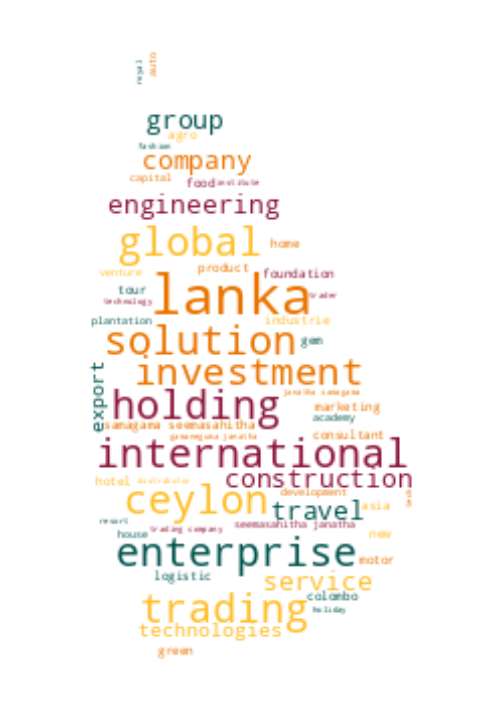 royal
auto
group
agro
fashion
company
capital
food institute
engineering
global
home
product
venture
foundation
tour
lanka
technology
trader
plantation
industrie
solution
gem
investment
export
holding
janatha samagama
marketing
academy
samagama seemasahitha
consultant
international
construction
hotel
distributor
ceylon
development
travel
asia
resort
trading company
seemasahitha janatha
house
new
enterprise
motor
logistic
service
colombo
trading
holiday
technologies
green